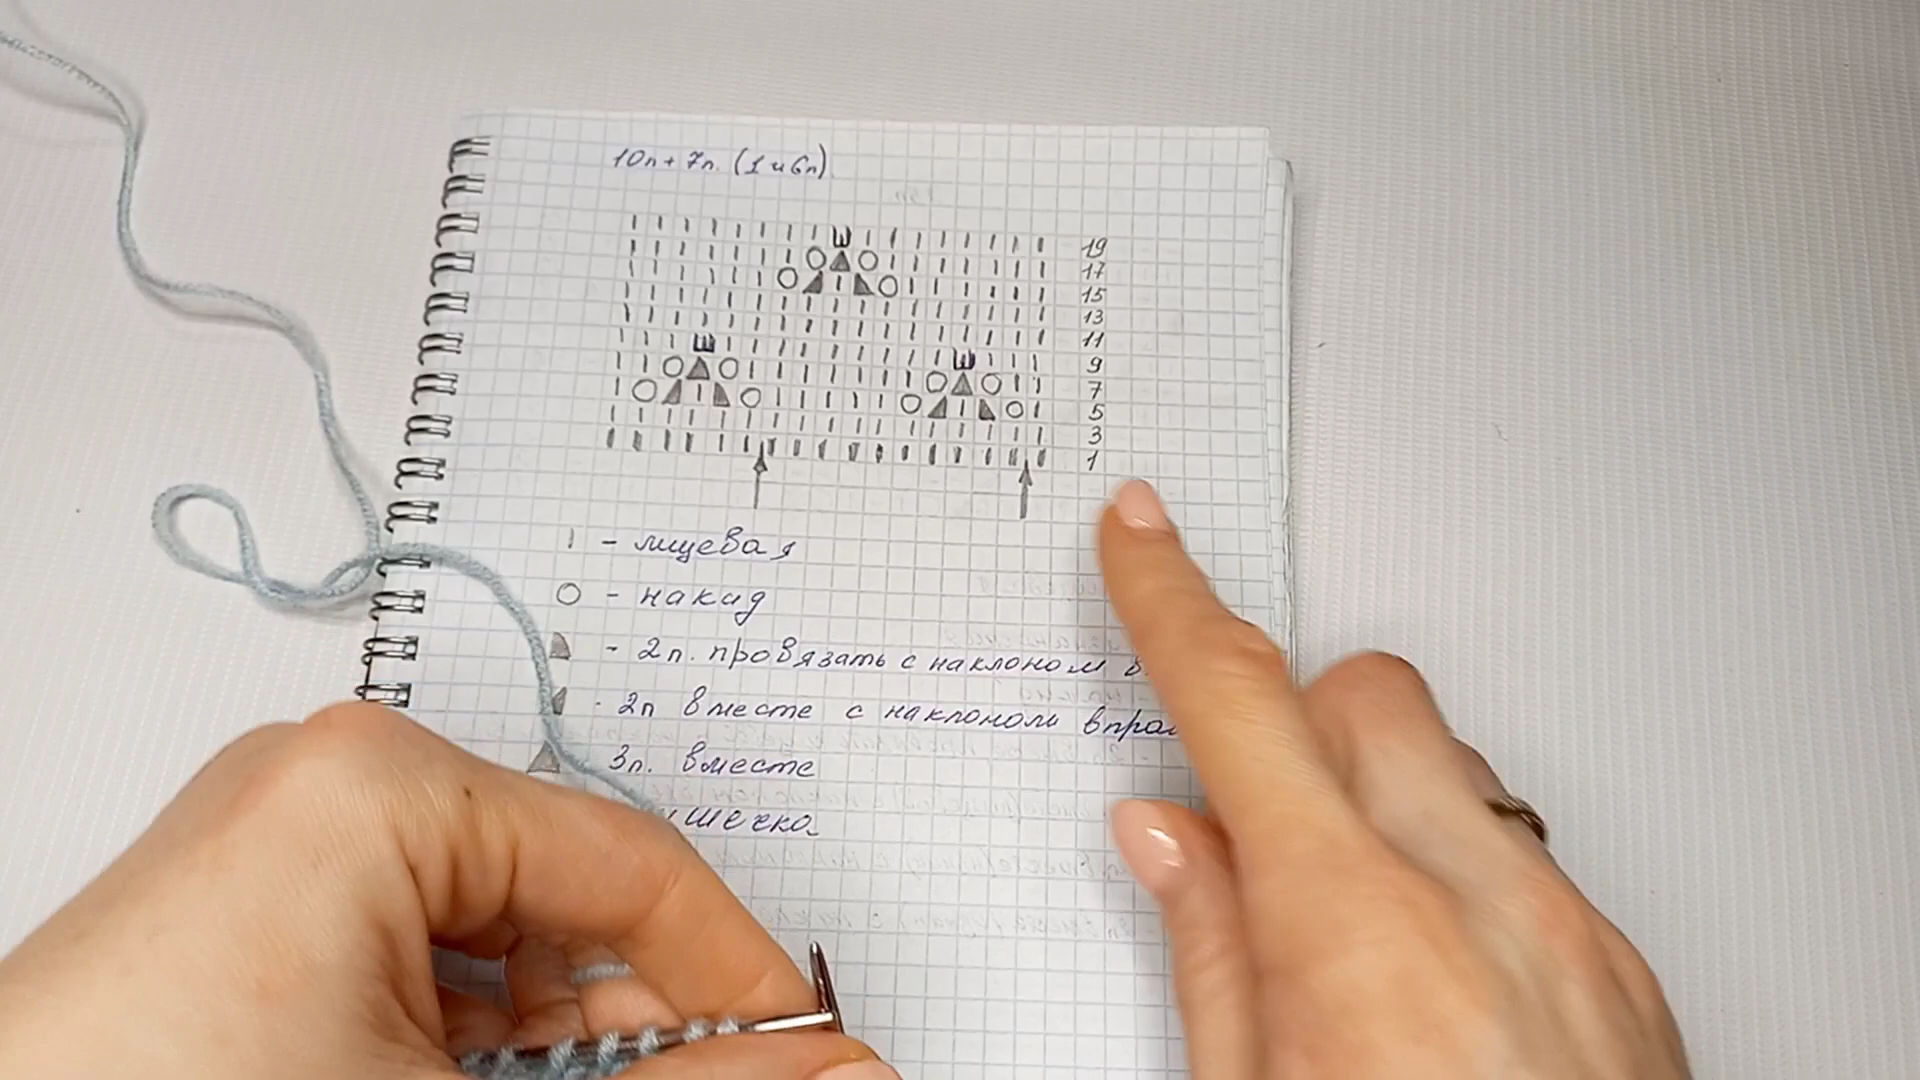 10п + 7п. (1 и 6п)
19
17
15
13
11
9
7
5
3
1
| - лицевая
O - накид
- 2п. провязать с наклоном в
- 2п вместе с наклоном вправ
3п. вместе
шечка